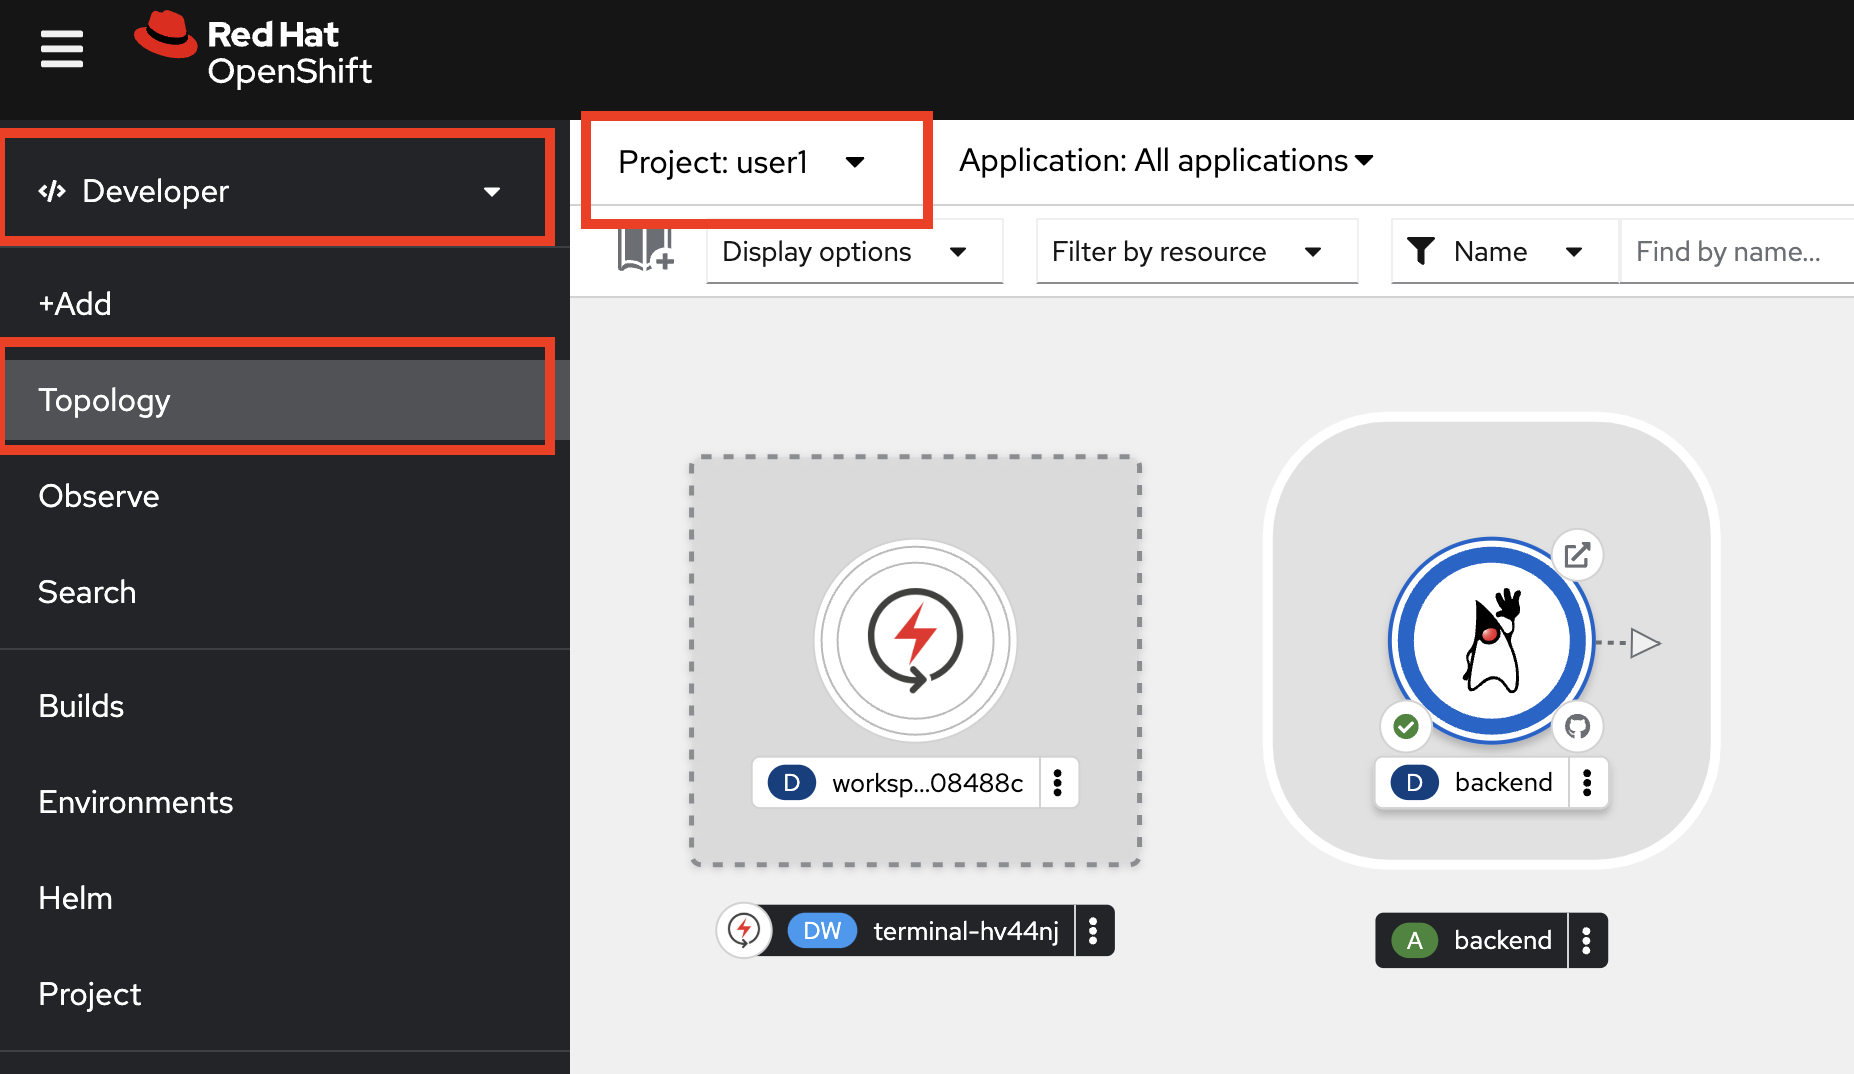 Red Hat
OpenShift
Developer
Project: user1
Application: All applications
Display options
Filter by resource
Name
Find by name...
+Add
Topology
Observe
Search
Builds
Environments
Helm
Project
D worksp...08488c
DW terminal-hv44nj
D backend
A backend